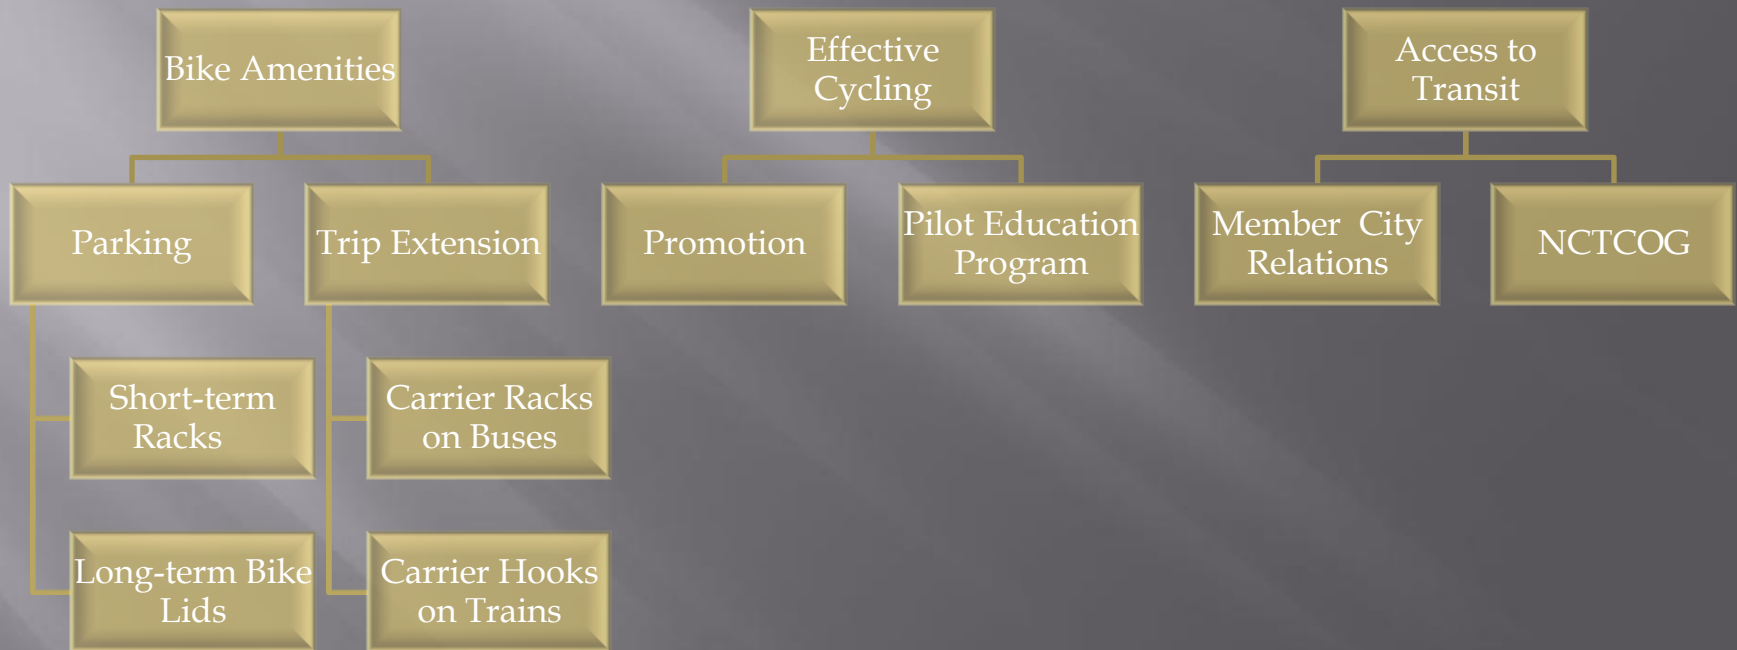 Bike Amenities
Effective
Cycling
Access to
Transit
Parking
Trip Extension
Promotion
Pilot Education
Program
Member  City
Relations
NCTCOG
Short-term
Racks
Carrier Racks
on Buses
Long-term Bike
Lids
Carrier Hooks
on Trains